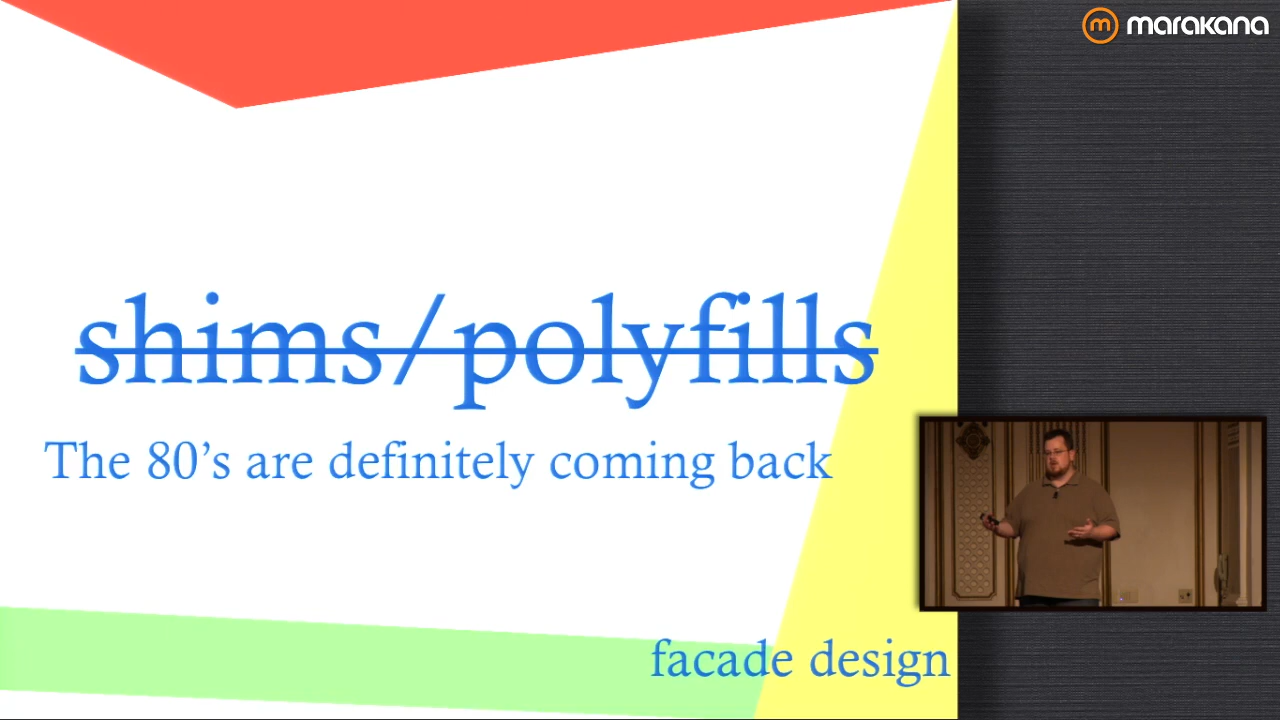 marakana
shims/polyfills
The 80's are definitely coming back
facade design